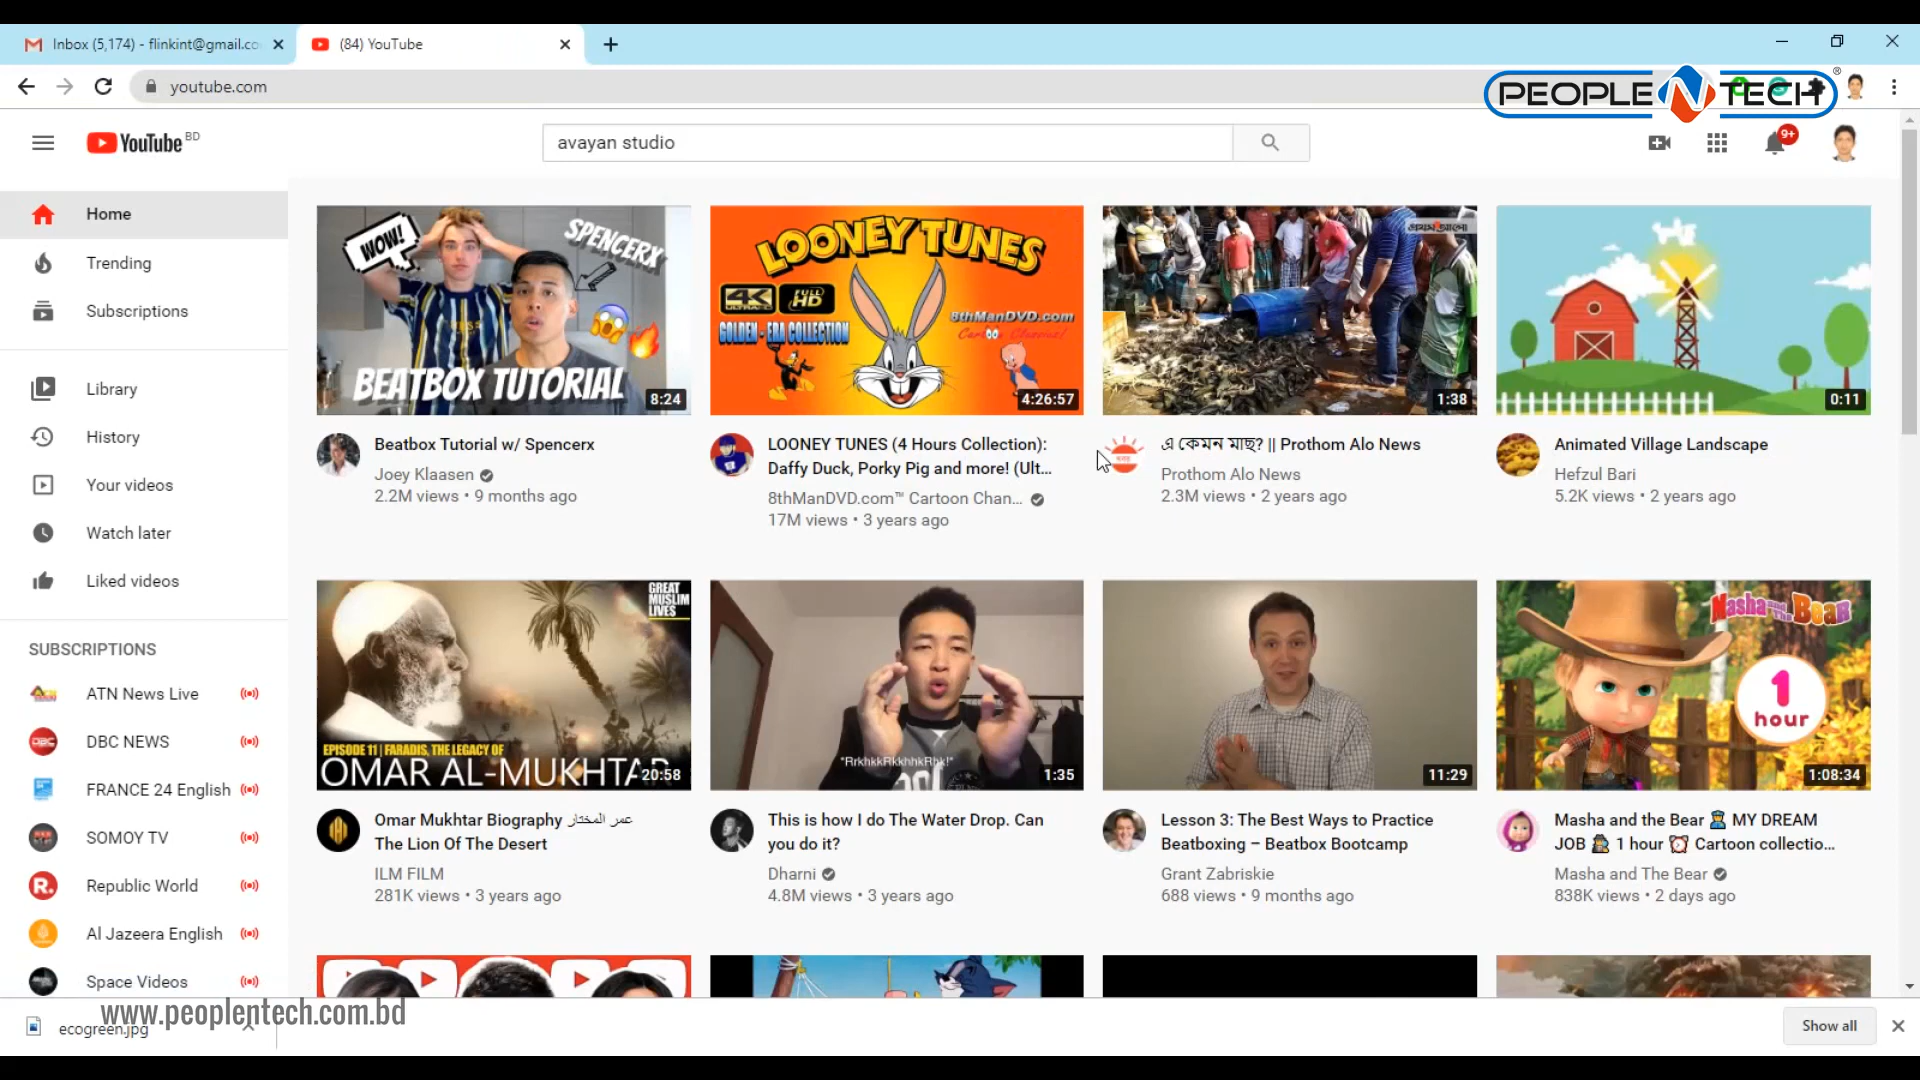 Inbox (5,174) - flinkint@gmail.co
(84) YouTube
youtube.com
PEOPLE N TECH®
YouTube BD
avayan studio
9+
Home
Trending
Subscriptions
Library
History
Your videos
Watch later
Liked videos
SUBSCRIPTIONS
ATN News Live
DBC NEWS
FRANCE 24 English
SOMOY TV
Republic World
Al Jazeera English
Space Videos
WOW!
SPENCERX
BEATBOX TUTORIAL
8:24
Beatbox Tutorial w/ Spencerx
Joey Klaasen
2.2M views • 9 months ago
LOONEY TUNES
4K
FULL HD
GOLDEN - ERA COLLECTION
8thManDVD.com
Cartoon Channel!
4:26:57
LOONEY TUNES (4 Hours Collection):
Daffy Duck, Porky Pig and more! (Ult...
8thManDVD.com™ Cartoon Chan...
17M views • 3 years ago
প্রথম আলো
1:38
এ কেমন মাছ? || Prothom Alo News
Prothom Alo News
2.3M views • 2 years ago
0:11
Animated Village Landscape
Hefzul Bari
5.2K views • 2 years ago
GREAT
MUSLIM
LIVES
EPISODE 11 | FARADIS, THE LEGACY OF
OMAR AL-MUKHTAR
20:58
Omar Mukhtar Biography عمر المختار
The Lion Of The Desert
ILM FILM
281K views • 3 years ago
*RrkhkkRkkhhkRhk!*
1:35
This is how I do The Water Drop. Can
you do it?
Dharni
4.8M views • 3 years ago
11:29
Lesson 3: The Best Ways to Practice
Beatboxing – Beatbox Bootcamp
Grant Zabriskie
688 views • 9 months ago
Masha and The Bear
1
hour
1:08:34
Masha and the Bear 👮 MY DREAM
JOB 🕵 1 hour ⏰ Cartoon collectio...
Masha and The Bear
838K views • 2 days ago
www.peoplentech.com.bd
ecogreen.jpg
Show all